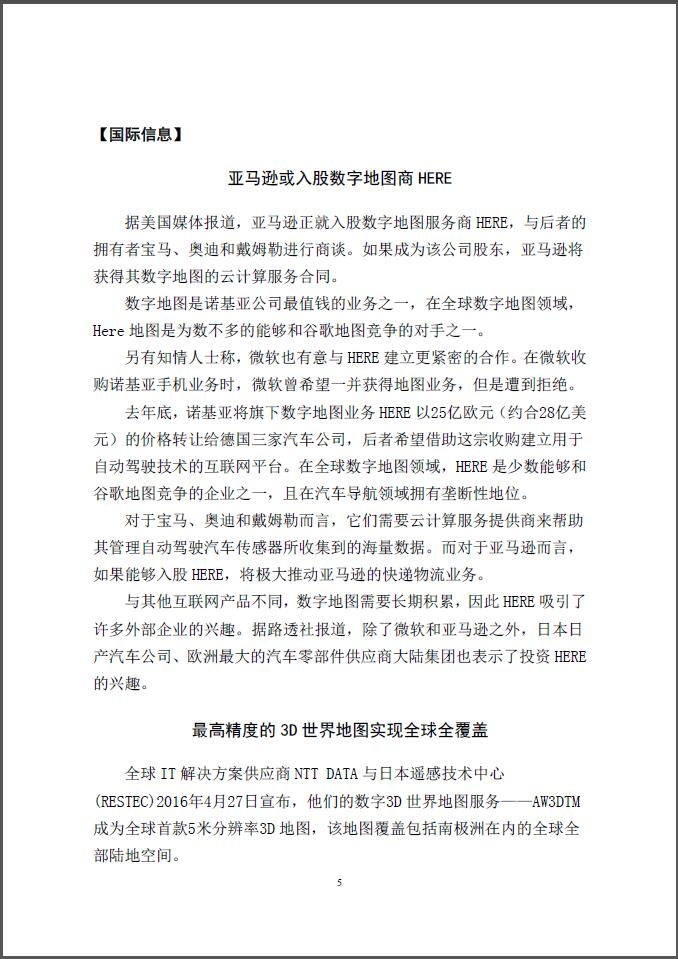 【国际信息】
亚马逊或入股数字地图商 HERE
据美国媒体报道，亚马逊正就入股数字地图服务商 HERE，与后者的
拥有者宝马、奥迪和戴姆勒进行商谈。如果成为该公司股东，亚马逊将
获得其数字地图的云计算服务合同。
数字地图是诺基亚公司最值钱的业务之一，在全球数字地图领域，
Here 地图是为数不多的能够和谷歌地图竞争的对手之一。
另有知情人士称，微软也有意与 HERE 建立更紧密的合作。在微软收
购诺基亚手机业务时，微软曾希望一并获得地图业务，但是遭到拒绝。
去年底，诺基亚将旗下数字地图业务 HERE 以25亿欧元（约合28亿美
元）的价格转让给德国三家汽车公司，后者希望借助这宗收购建立用于
自动驾驶技术的互联网平台。在全球数字地图领域，HERE 是少数能够和
谷歌地图竞争的企业之一，且在汽车导航领域拥有垄断性地位。
对于宝马、奥迪和戴姆勒而言，它们需要云计算服务提供商来帮助
其管理自动驾驶汽车传感器所收集到的海量数据。而对于亚马逊而言，
如果能够入股 HERE，将极大推动亚马逊的快递物流业务。
与其他互联网产品不同，数字地图需要长期积累，因此 HERE 吸引了
许多外部企业的兴趣。据路透社报道，除了微软和亚马逊之外，日本日
产汽车公司、欧洲最大的汽车零部件供应商大陆集团也表示了投资 HERE
的兴趣。
最高精度的 3D 世界地图实现全球全覆盖
全球 IT 解决方案供应商 NTT DATA 与日本遥感技术中心
(RESTEC)2016年4月27日宣布，他们的数字3D 世界地图服务——AW3DTM
成为全球首款5米分辨率3D 地图，该地图覆盖包括南极洲在内的全球全
部陆地空间。
5